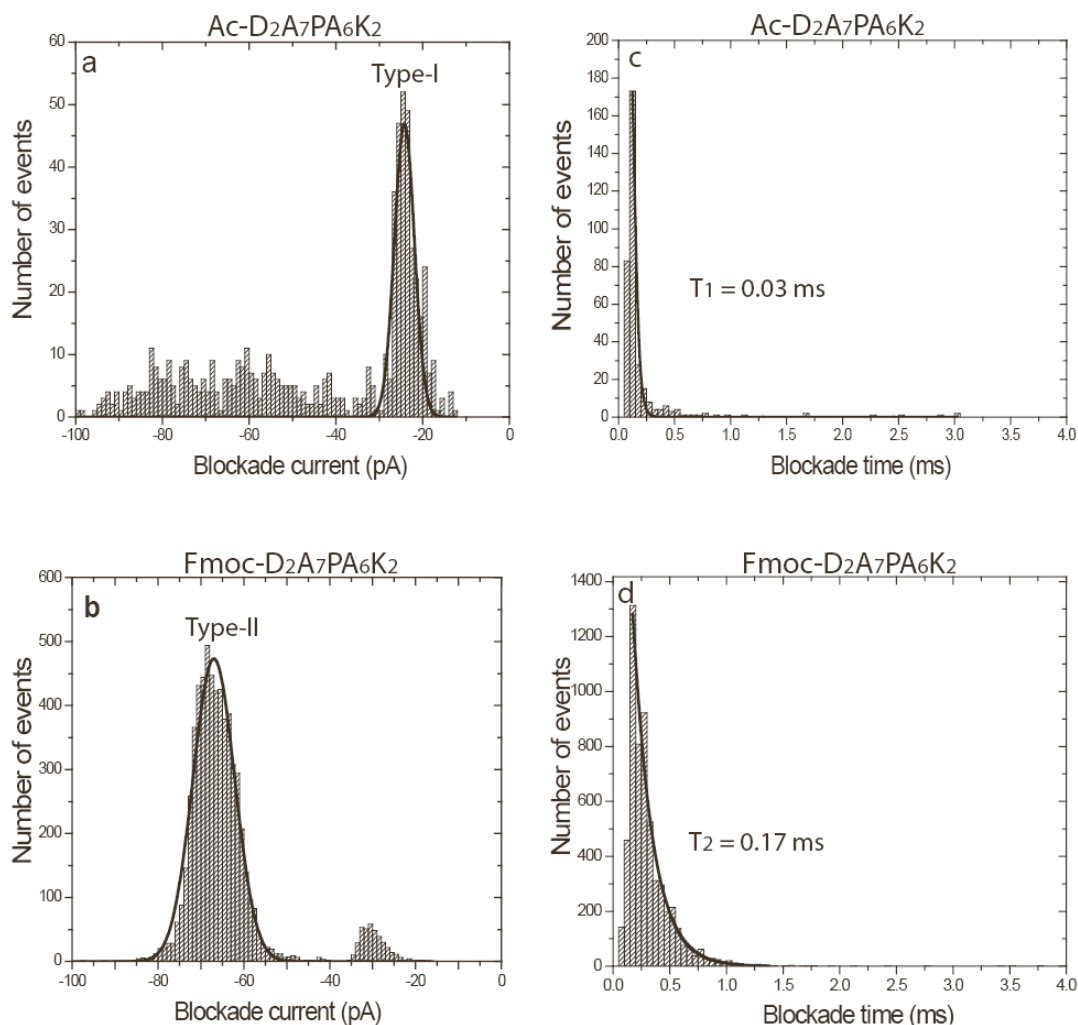 Ac-D2A7PA6K2
a
Type-I
60
50
40
30
20
10
0
-100 -80 -60 -40 -20 0
Number of events
Blockade current (pA)
Ac-D2A7PA6K2
c
T1 = 0.03 ms
200
180
160
140
120
100
80
60
40
20
0
0.0 0.5 1.0 1.5 2.0 2.5 3.0 3.5 4.0
Number of events
Blockade time (ms)
Fmoc-D2A7PA6K2
b
Type-II
600
500
400
300
200
100
0
-100 -80 -60 -40 -20 0
Number of events
Blockade current (pA)
Fmoc-D2A7PA6K2
d
T2 = 0.17 ms
1400
1200
1000
800
600
400
200
0
0.0 0.5 1.0 1.5 2.0 2.5 3.0 3.5 4.0
Number of events
Blockade time (ms)